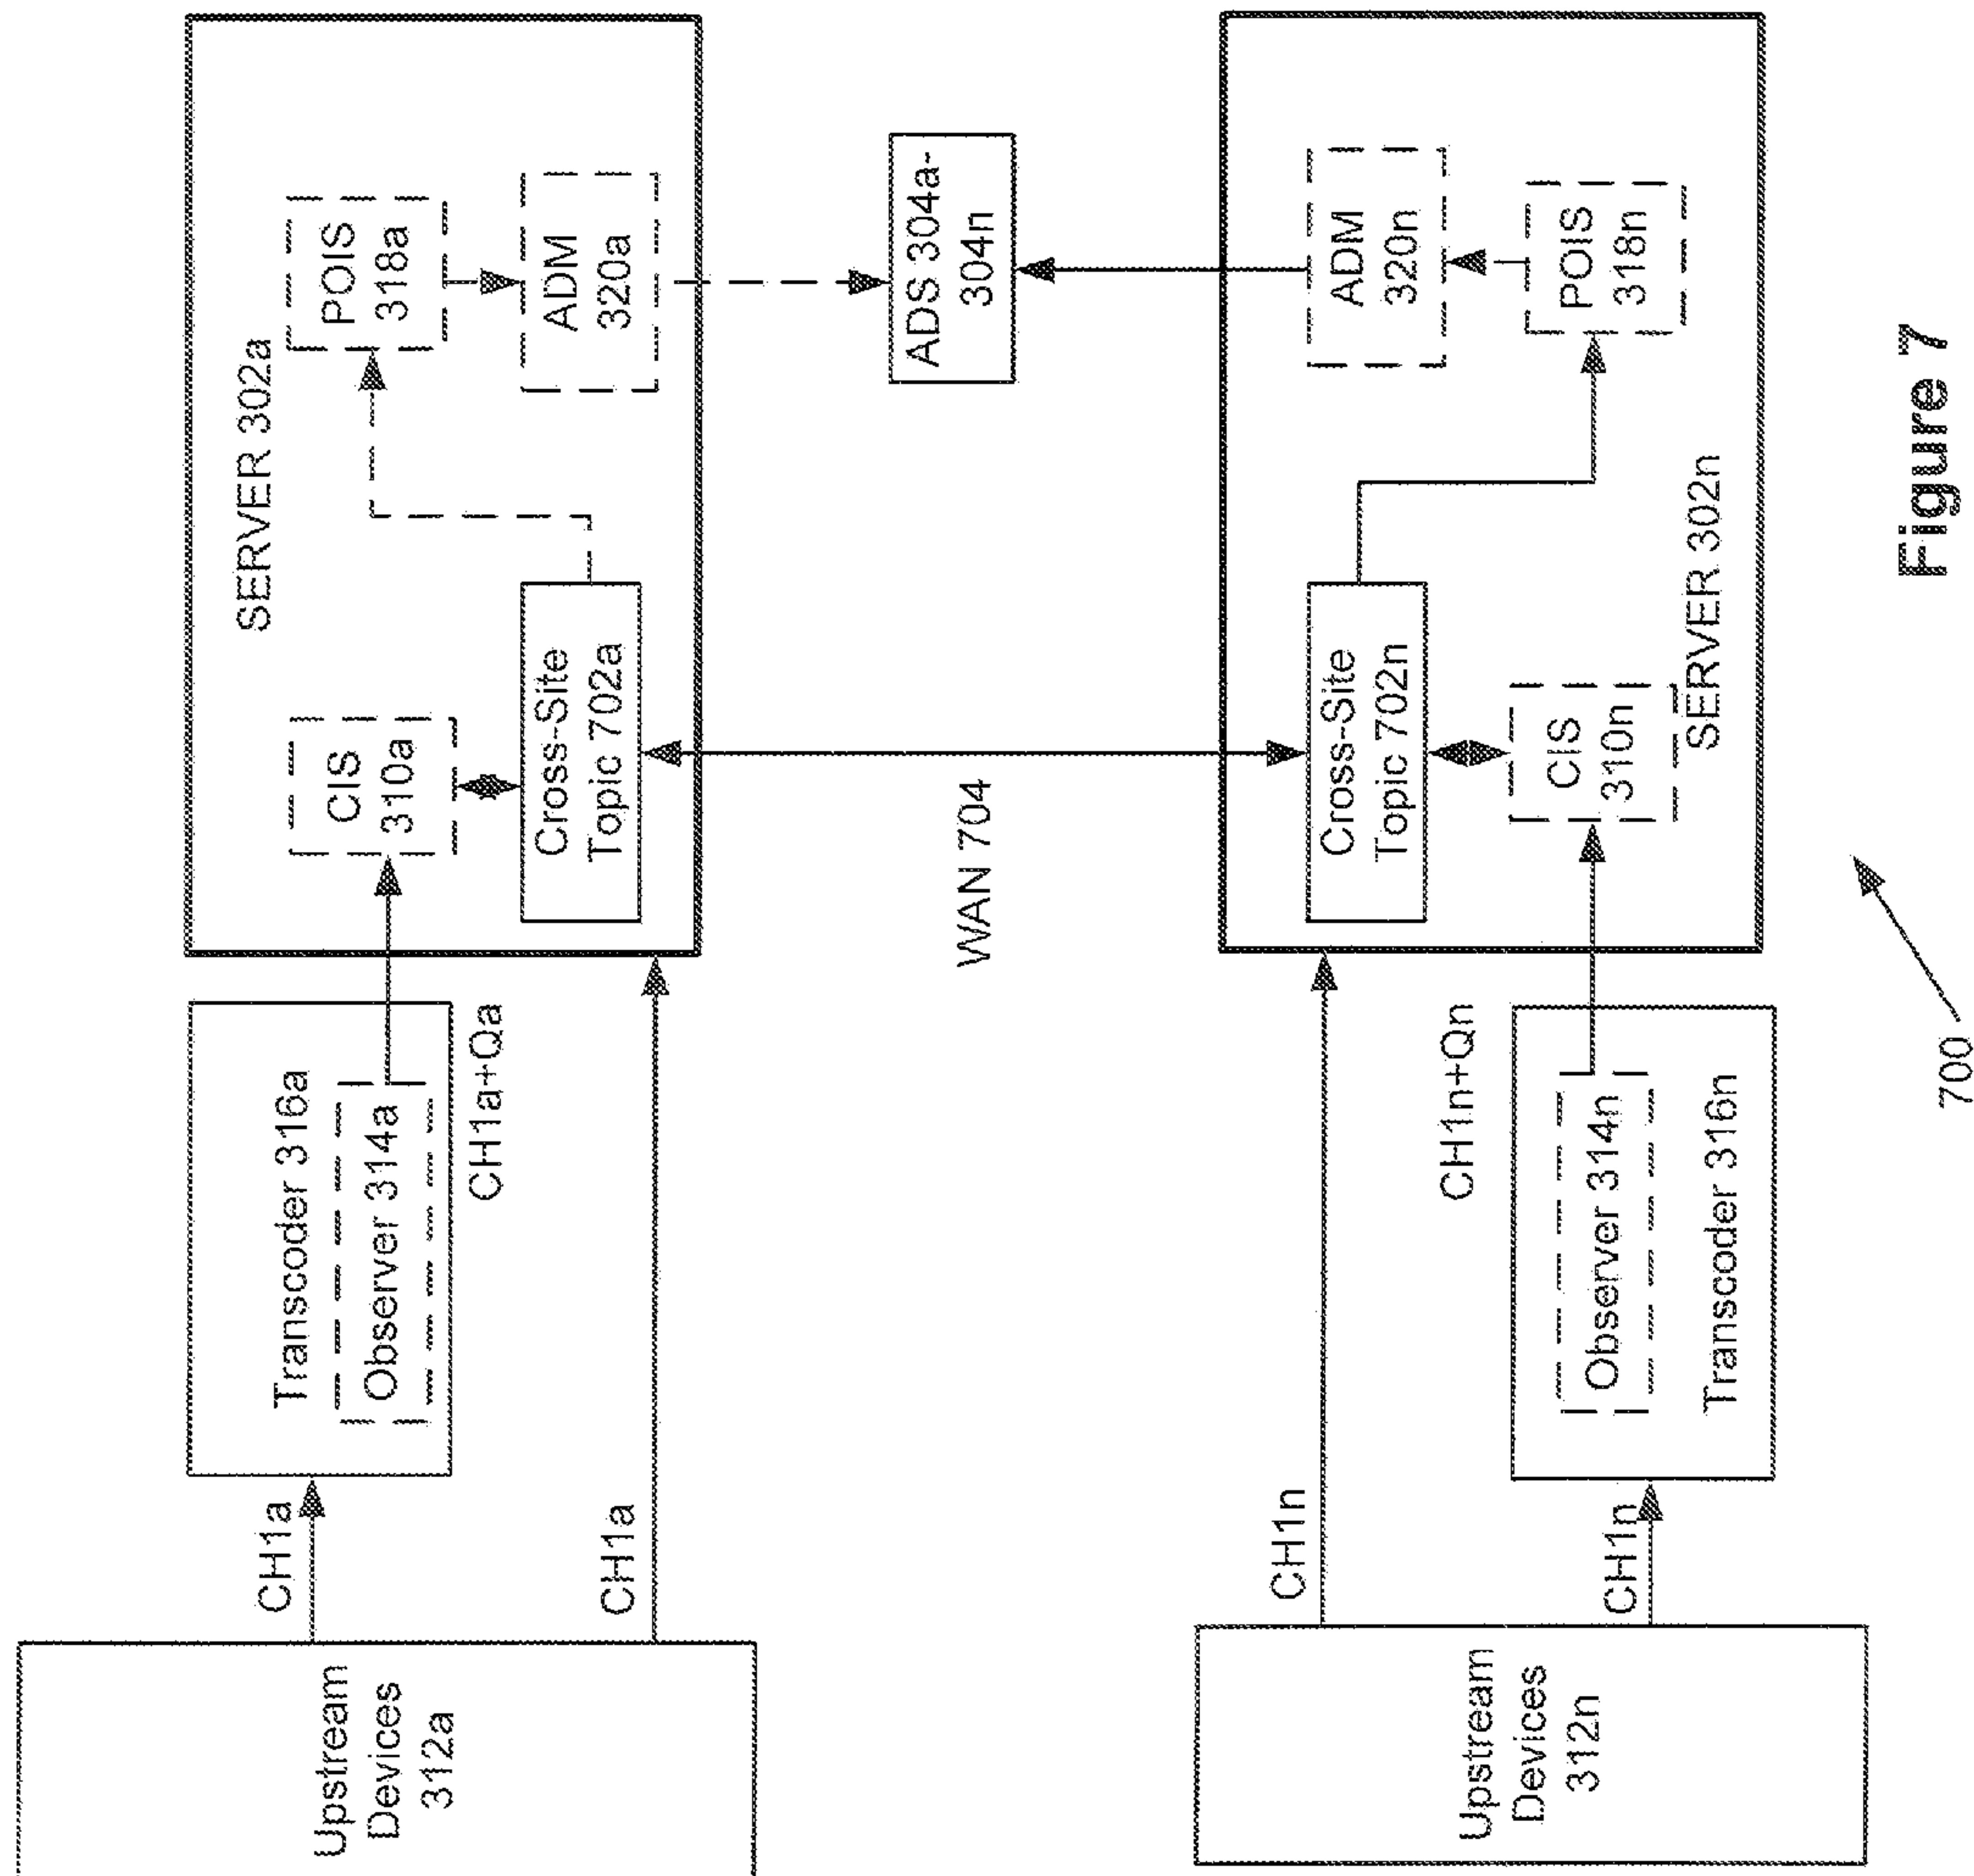 Upstream
Devices
312a
CH1a
CH1a
Transcoder 316a
Observer 314a
CH1a+Qa
SERVER 302a
CIS
310a
Cross-Site
Topic 702a
POIS
318a
ADM
320a
WAN 704
ADS 304a-
304n
Upstream
Devices
312n
CH1n
CH1n
CH1n+Qn
Observer 314n
Transcoder 316n
Cross-Site
Topic 702n
CIS
310n
ADM
320n
POIS
318n
SERVER 302n
700
Figure 7